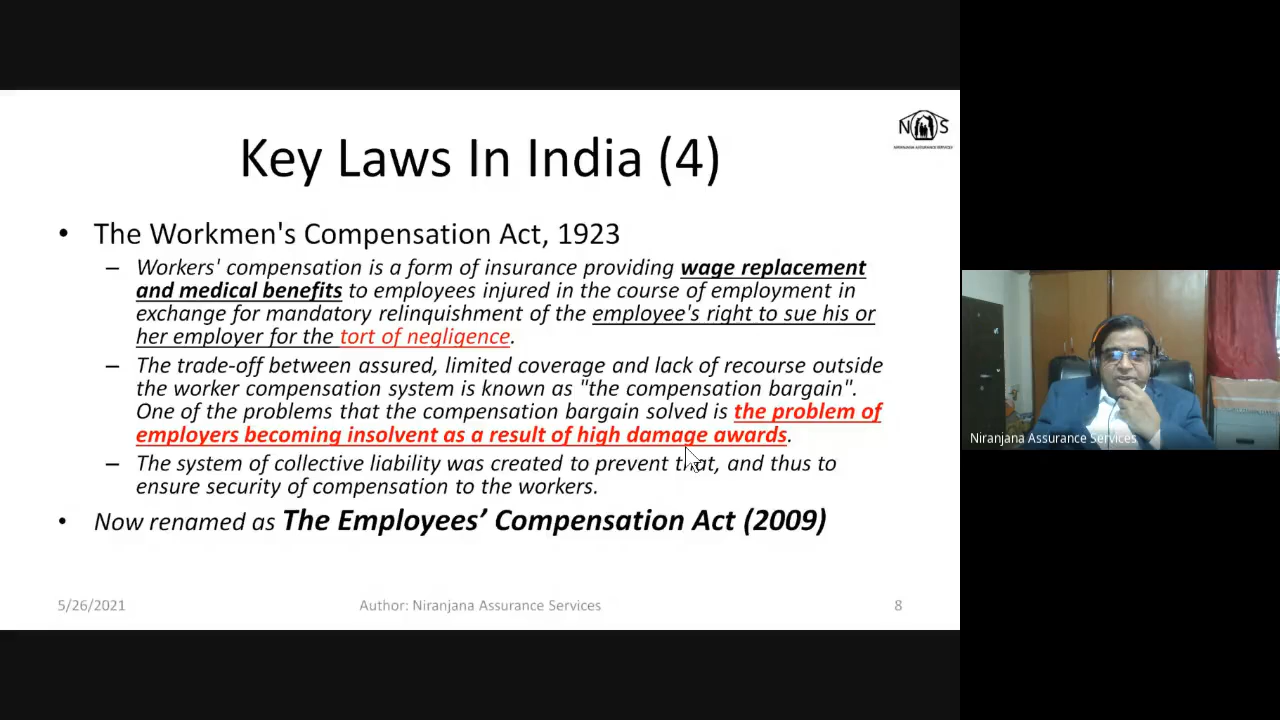 NAS
NIRANJANA ASSURANCE SERVICES
Key Laws In India (4)
• The Workmen's Compensation Act, 1923
– Workers' compensation is a form of insurance providing wage replacement
and medical benefits to employees injured in the course of employment in
exchange for mandatory relinquishment of the employee's right to sue his or
her employer for the tort of negligence.
– The trade-off between assured, limited coverage and lack of recourse outside
the worker compensation system is known as "the compensation bargain".
One of the problems that the compensation bargain solved is the problem of
employers becoming insolvent as a result of high damage awards.
– The system of collective liability was created to prevent that, and thus to
ensure security of compensation to the workers.
• Now renamed as The Employees’ Compensation Act (2009)
5/26/2021
Author: Niranjana Assurance Services
8
Niranjana Assurance Services